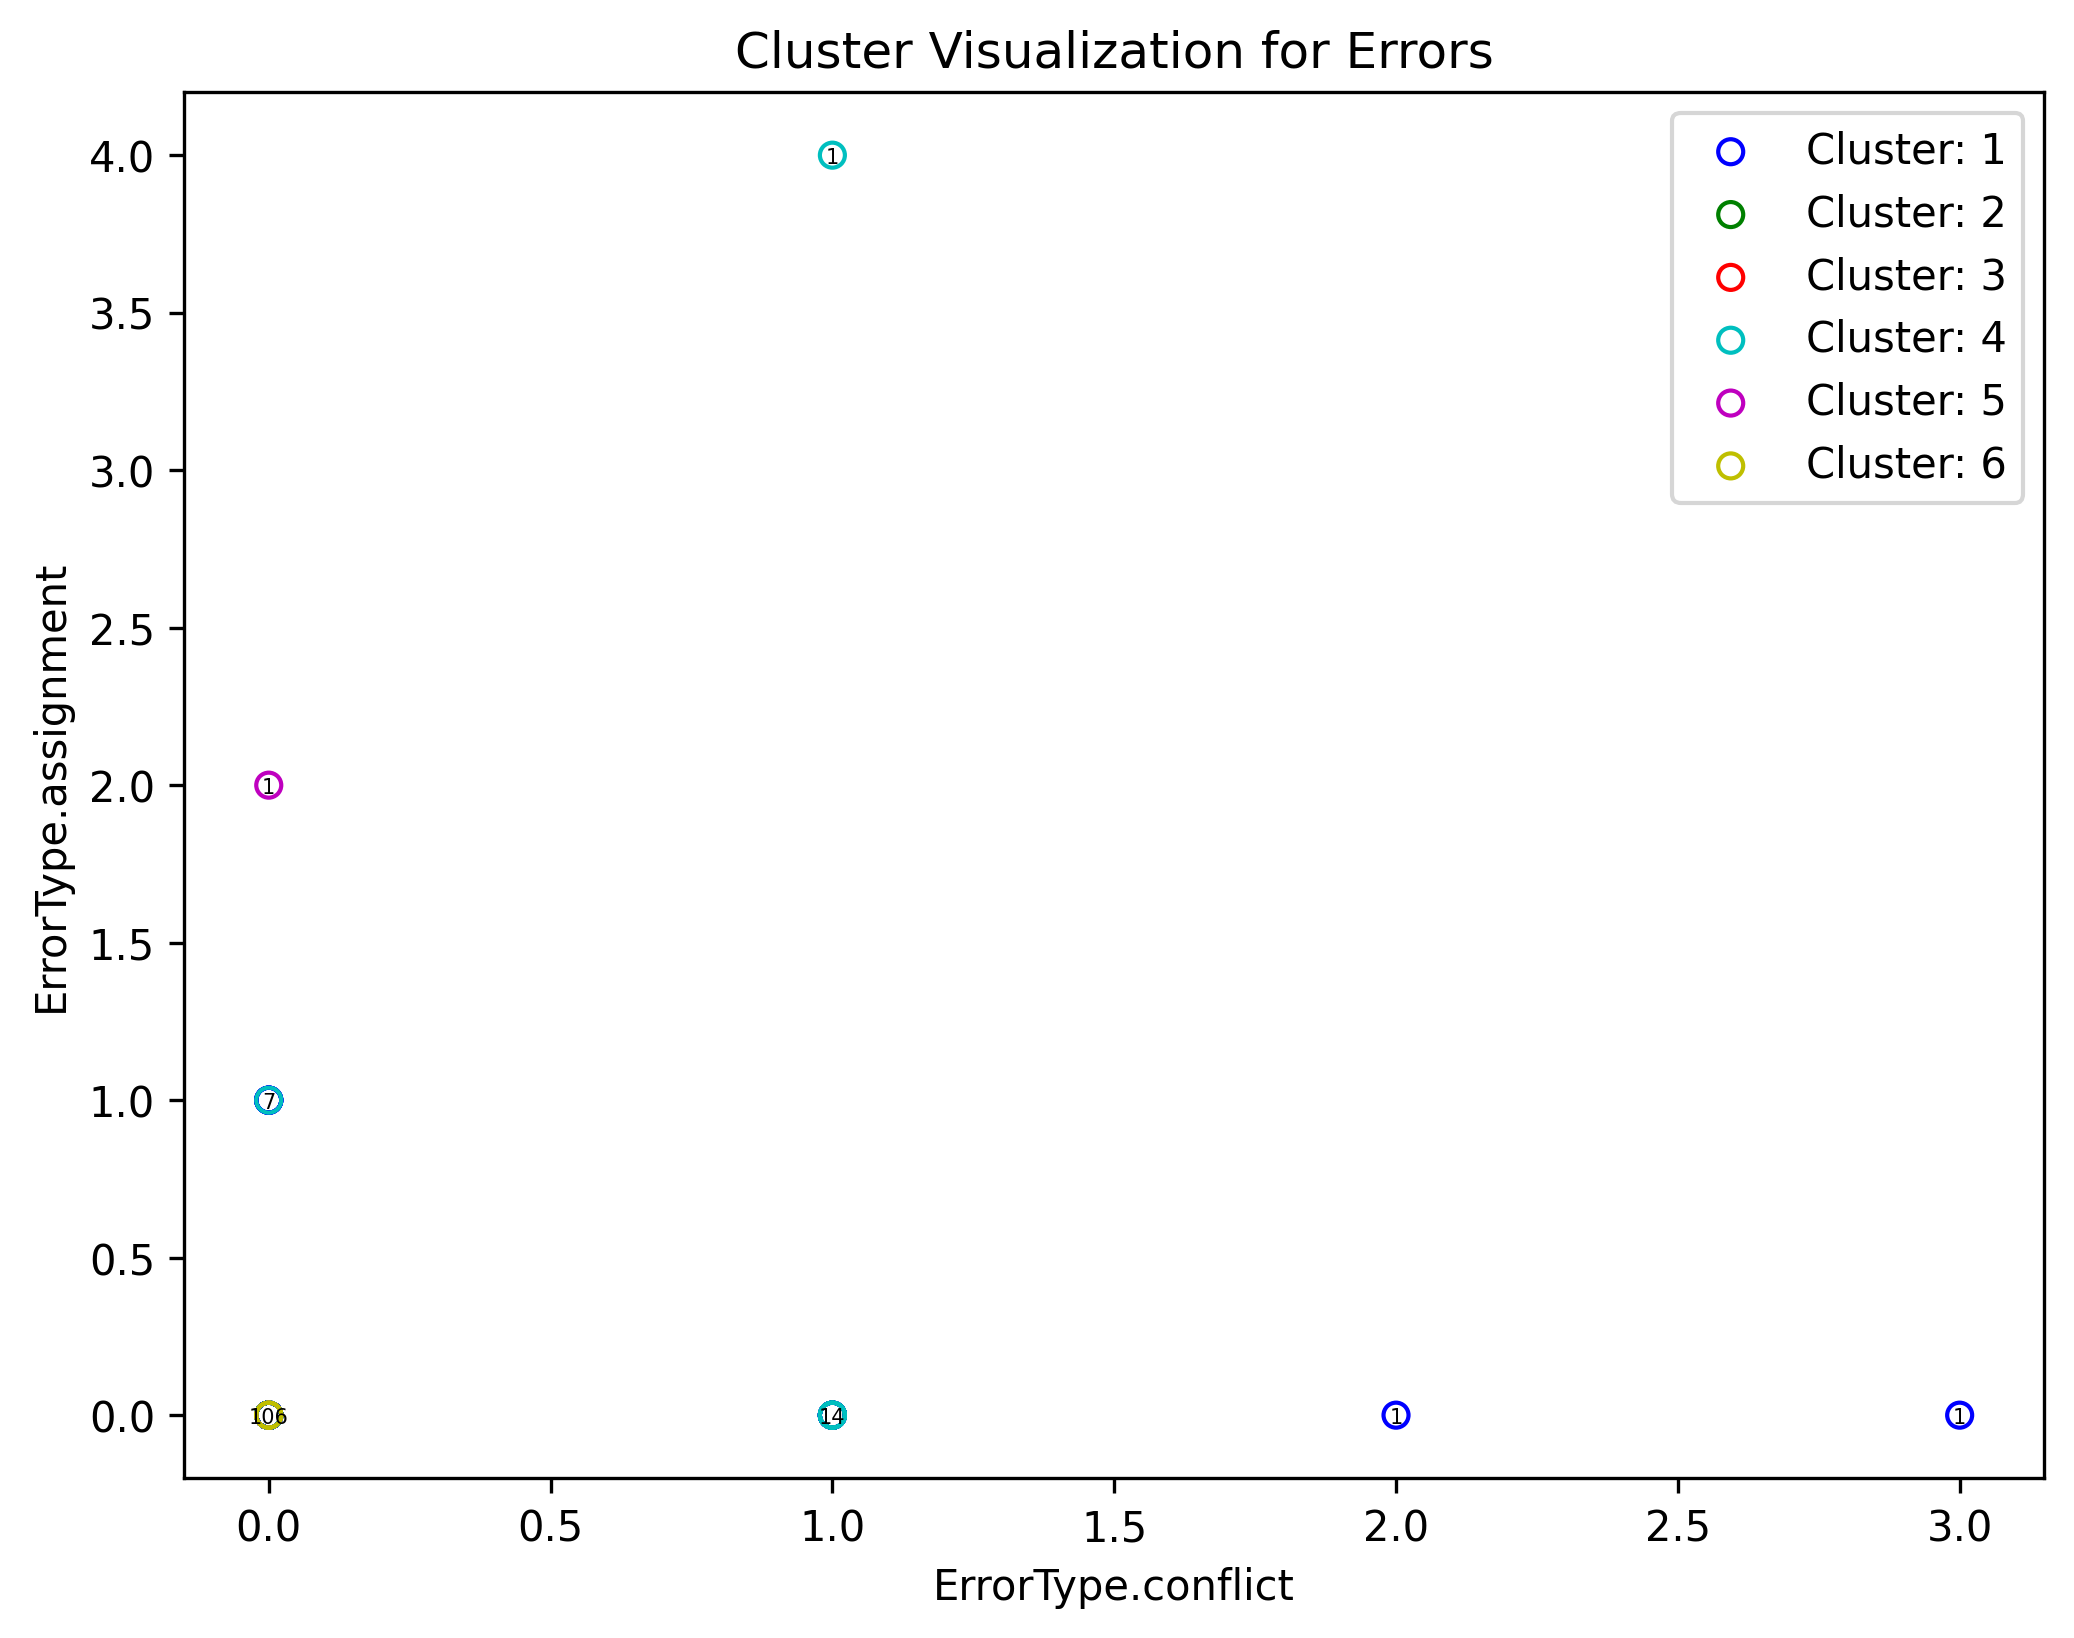 Cluster Visualization for Errors
Cluster: 1
Cluster: 2
Cluster: 3
Cluster: 4
Cluster: 5
Cluster: 6
4.0
3.5
3.0
2.5
2.0
1.5
1.0
0.5
0.0
ErrorType.assignment
1
1
7
106
14
1
1
0.0 0.5 1.0 1.5 2.0 2.5 3.0
ErrorType.conflict